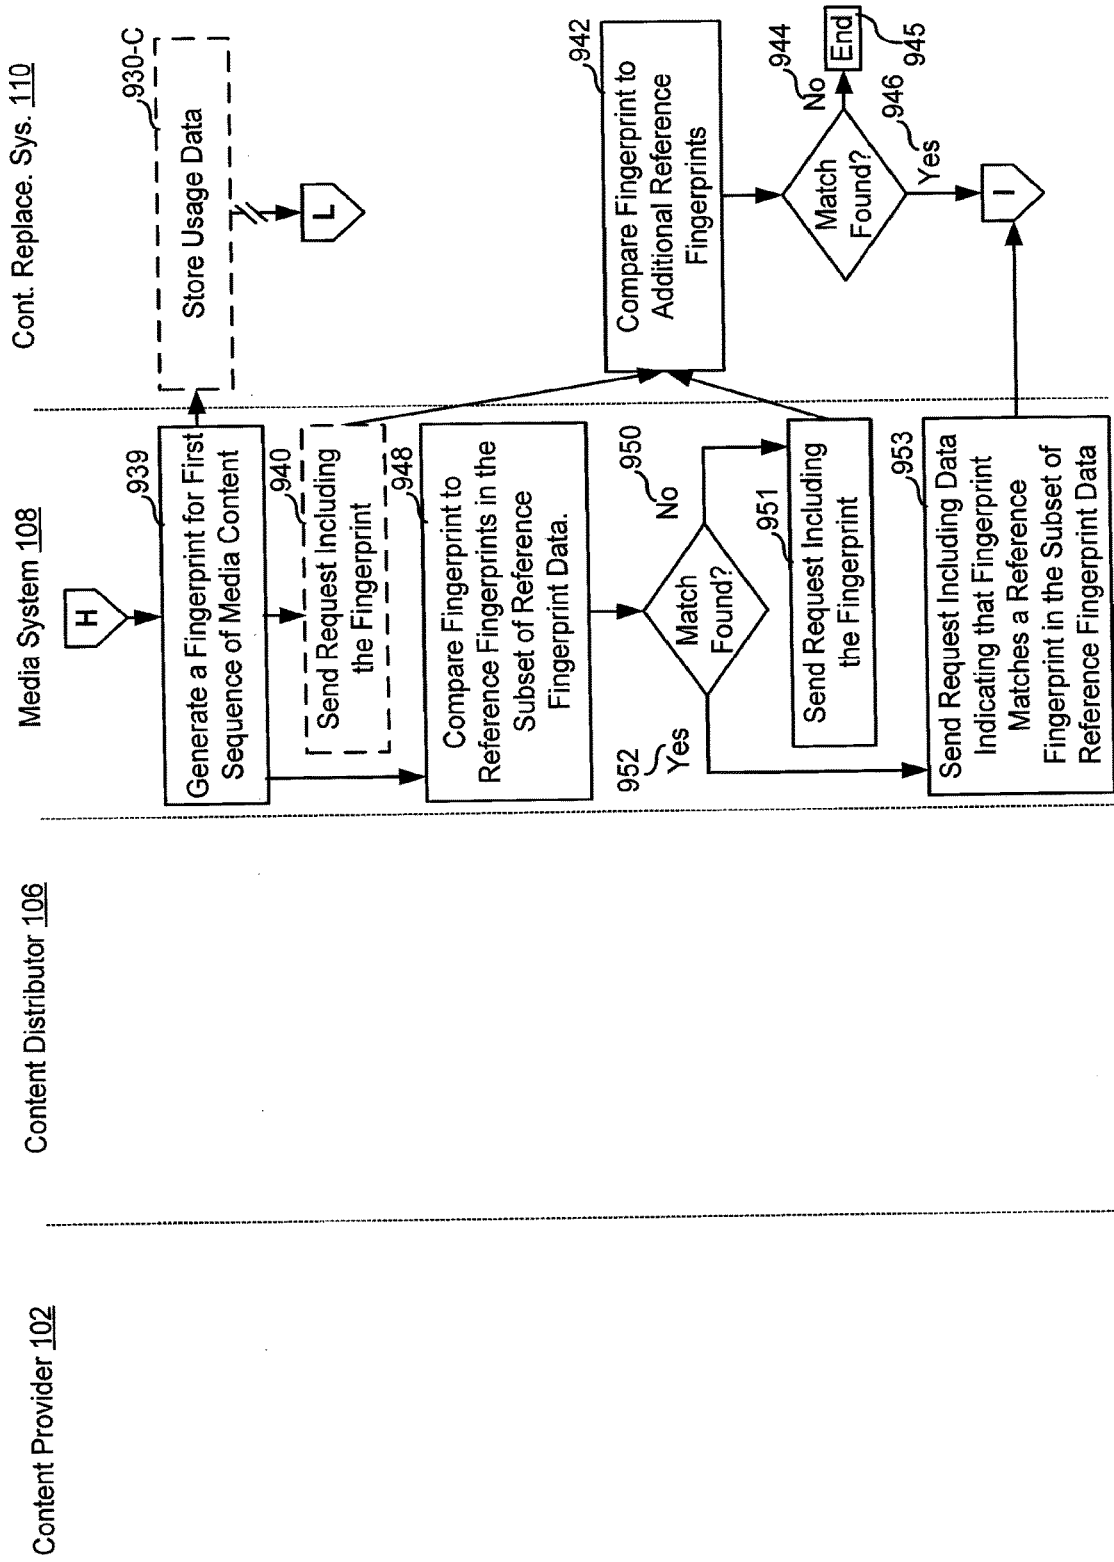 Content Provider 102
Content Distributor 106
Media System 108
Cont. Replace. Sys. 110
H
939
Generate a Fingerprint for First
Sequence of Media Content
930-C
Store Usage Data
L
940
Send Request Including
the Fingerprint
948
Compare Fingerprint to
Reference Fingerprints in the
Subset of Reference
Fingerprint Data.
942
Compare Fingerprint to
Additional Reference
Fingerprints
Match
Found?
950
No
952
Yes
951
Send Request Including
the Fingerprint
Match
Found?
944
No
End
945
946
Yes
I
953
Send Request Including Data
Indicating that Fingerprint
Matches a Reference
Fingerprint in the Subset of
Reference Fingerprint Data